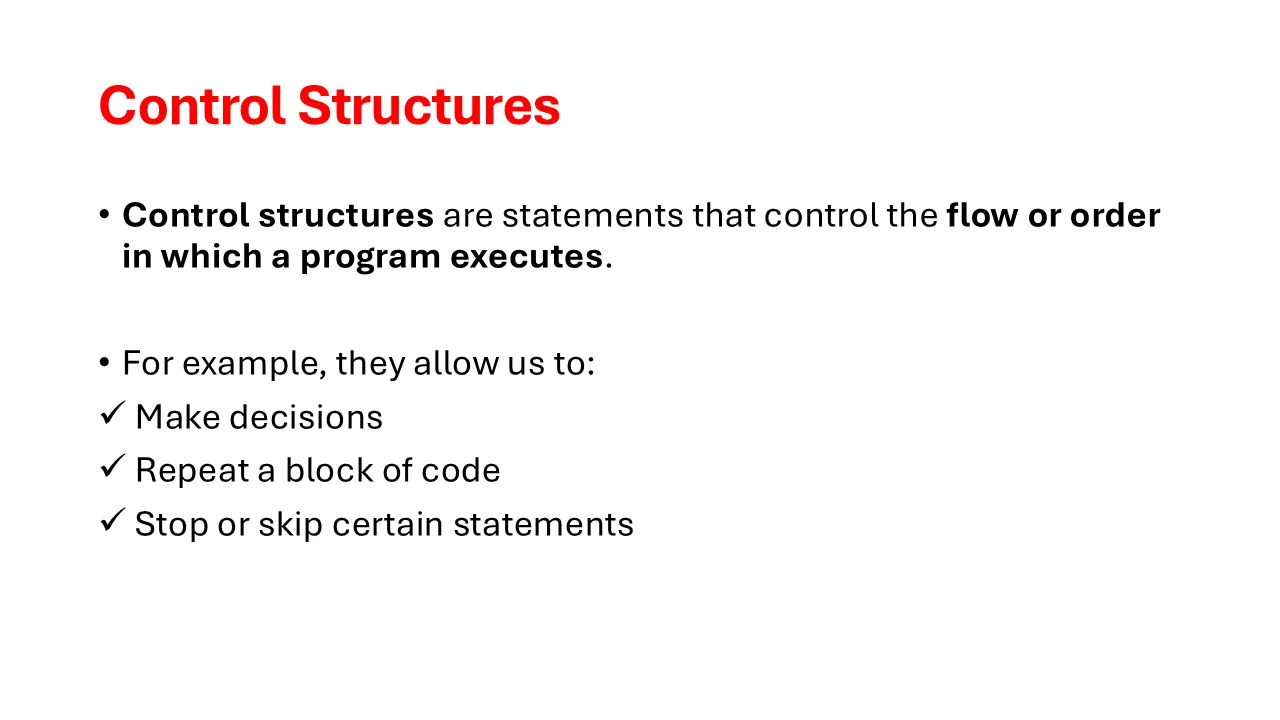 Control Structures
• Control structures are statements that control the flow or order
in which a program executes.
• For example, they allow us to:
✓ Make decisions
✓ Repeat a block of code
✓ Stop or skip certain statements